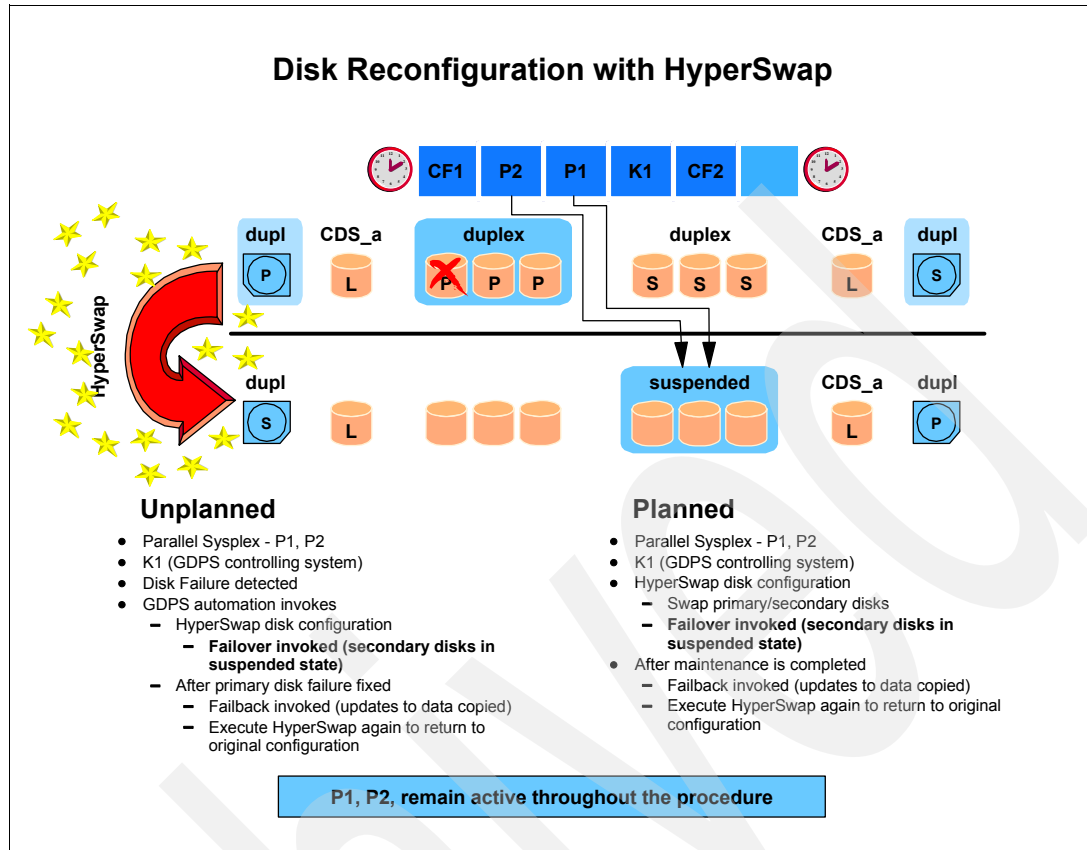 Disk Reconfiguration with HyperSwap
CF1 P2 P1 K1 CF2
dupl CDS_a duplex duplex CDS_a dupl
P L P P P S S S L S
HyperSwap
dupl suspended CDS_a dupl
S L L P
Unplanned
• Parallel Sysplex - P1, P2
• K1 (GDPS controlling system)
• Disk Failure detected
• GDPS automation invokes
– HyperSwap disk configuration
– Failover invoked (secondary disks in
suspended state)
– After primary disk failure fixed
– Failback invoked (updates to data copied)
– Execute HyperSwap again to return to
original configuration
Planned
• Parallel Sysplex - P1, P2
• K1 (GDPS controlling system)
• HyperSwap disk configuration
– Swap primary/secondary disks
– Failover invoked (secondary disks in
suspended state)
• After maintenance is completed
– Failback invoked (updates to data copied)
– Execute HyperSwap again to return to original
configuration
P1, P2, remain active throughout the procedure